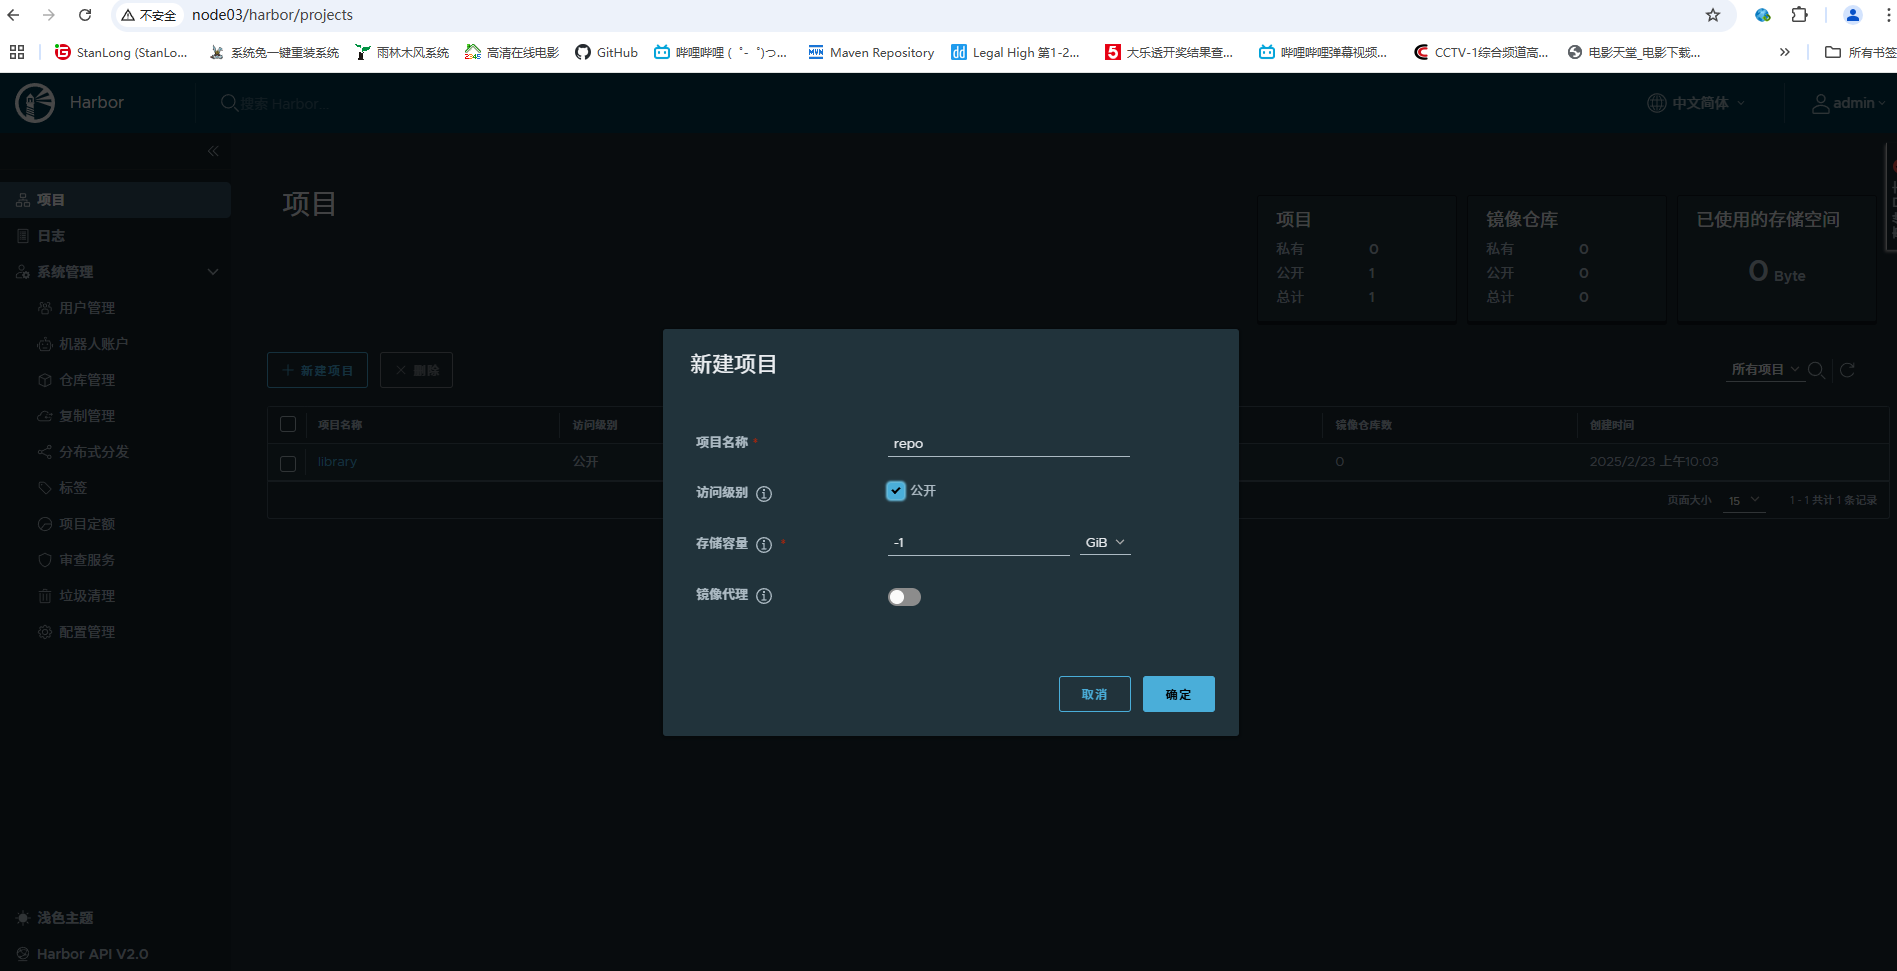 不安全 node03/harbor/projects
StanLong (StanLo... 系统兔一键重装系统 雨林木风系统 高清在线电影 GitHub 哔哩哔哩 ( ゜- ゜)つ... Maven Repository Legal High 第1-2... 大乐透开奖结果查... 哔哩哔哩弹幕视频... CCTV-1综合频道高... 电影天堂_电影下载... 所有书签
Harbor 搜索 Harbor... 中文简体 admin
项目
日志
系统管理
用户管理
机器人账户
仓库管理
复制管理
分布式分发
标签
项目定额
审查服务
垃圾清理
配置管理
浅色主题
Harbor API V2.0
项目
项目
私有 0
公开 1
总计 1
镜像仓库
私有 0
公开 0
总计 0
已使用的存储空间
0 Byte
新建项目 删除 所有项目
项目名称 访问级别 镜像仓库数 创建时间
library 公开 0 2025/2/23 上午10:03
页面大小 15 1 - 1 共计 1 条记录
新建项目
项目名称 * repo
访问级别 公开
存储容量 * -1 GiB
镜像代理
取消 确定